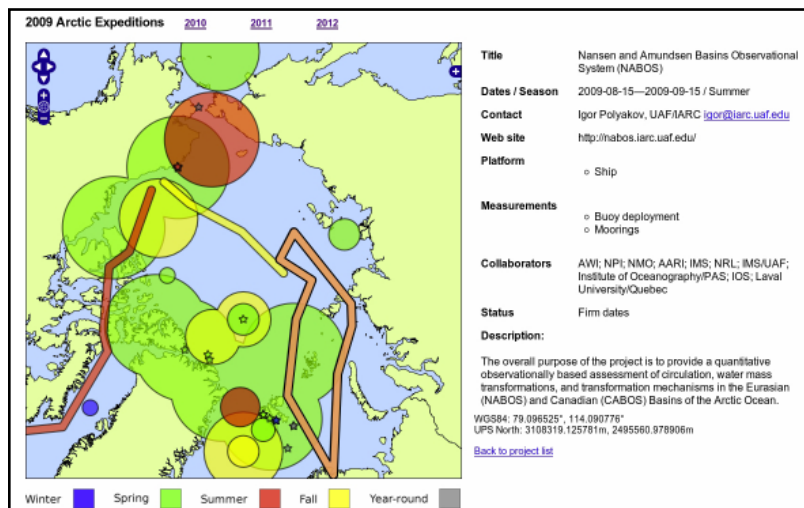 2009 Arctic Expeditions 2010 2011 2012
Title Nansen and Amundsen Basins Observational
System (NABOS)
Dates / Season 2009-08-15—2009-09-15 / Summer
Contact Igor Polyakov, UAF/IARC igor@iarc.uaf.edu
Web site http://nabos.iarc.uaf.edu/
Platform
Ship
Measurements
Buoy deployment
Moorings
Collaborators AWI; NPI; NMO; AARI; IMS; NRL; IMS/UAF;
Institute of Oceanography/PAS; IOS; Laval
University/Quebec
Status Firm dates
Description:
The overall purpose of the project is to provide a quantitative
observationally based assessment of circulation, water mass
transformations, and transformation mechanisms in the Eurasian
(NABOS) and Canadian (CABOS) Basins of the Arctic Ocean.
WGS84: 79.096525°, 114.090776°
UPS North: 3108319.125781m, 2495560.978906m
Back to project list
Winter Spring Summer Fall Year-round